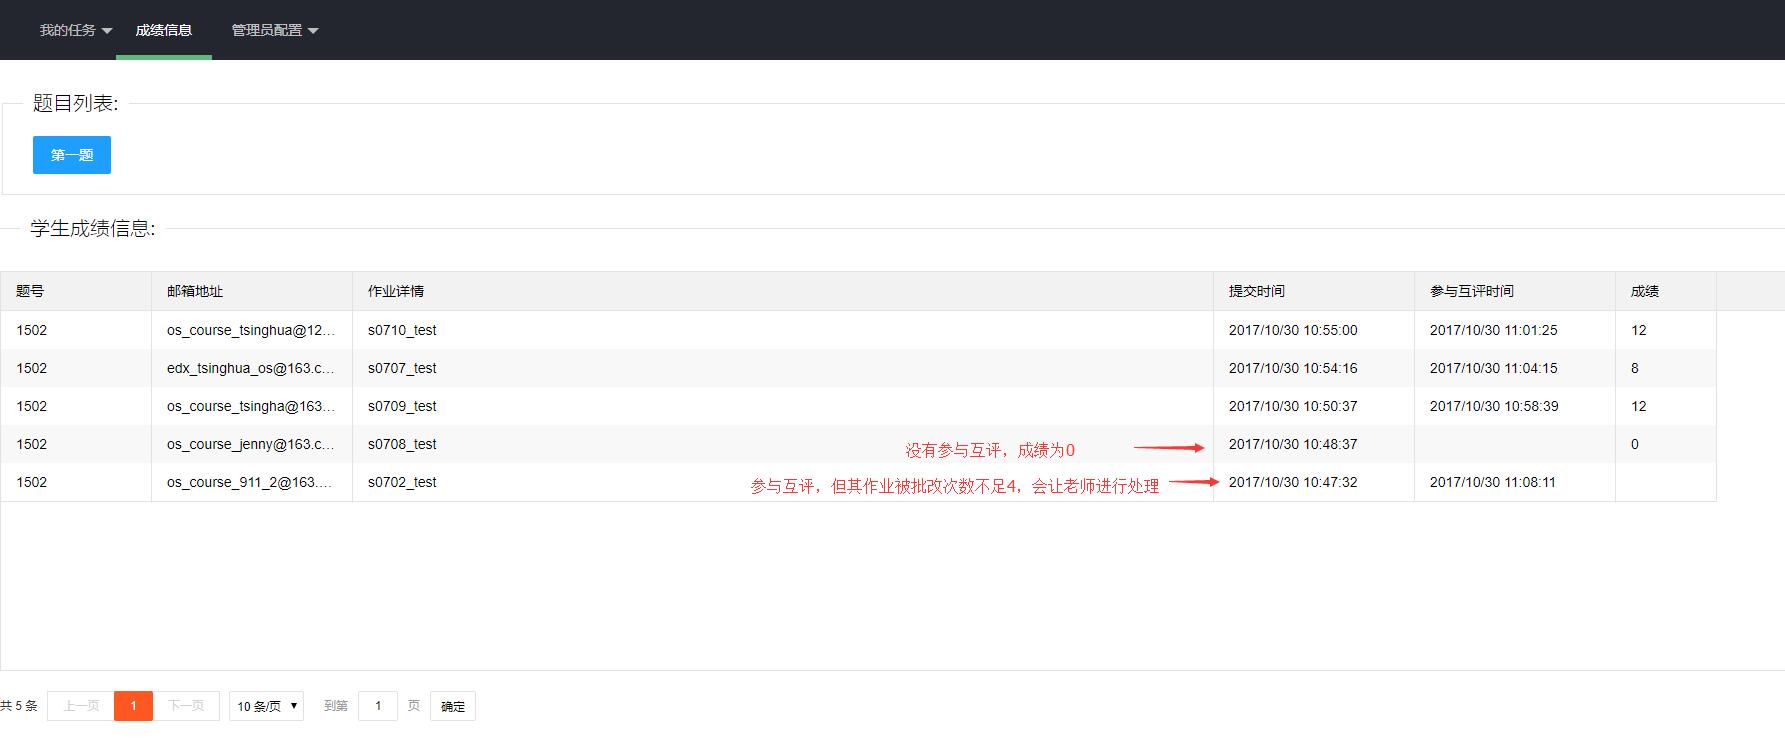 我的任务 成绩信息 管理员配置
题目列表:
第一题
学生成绩信息:
题号 邮箱地址 作业详情 提交时间 参与互评时间 成绩
1502 os_course_tsinghua@12... s0710_test 2017/10/30 10:55:00 2017/10/30 11:01:25 12
1502 edx_tsinghua_os@163.c... s0707_test 2017/10/30 10:54:16 2017/10/30 11:04:15 8
1502 os_course_tsingha@163... s0709_test 2017/10/30 10:50:37 2017/10/30 10:58:39 12
1502 os_course_jenny@163.c... s0708_test 没有参与互评，成绩为0 2017/10/30 10:48:37 0
1502 os_course_911_2@163.... s0702_test 参与互评，但其作业被批改次数不足4，会让老师进行处理 2017/10/30 10:47:32 2017/10/30 11:08:11
共 5 条 上一页 1 下一页 10 条/页 到第 1 页 确定